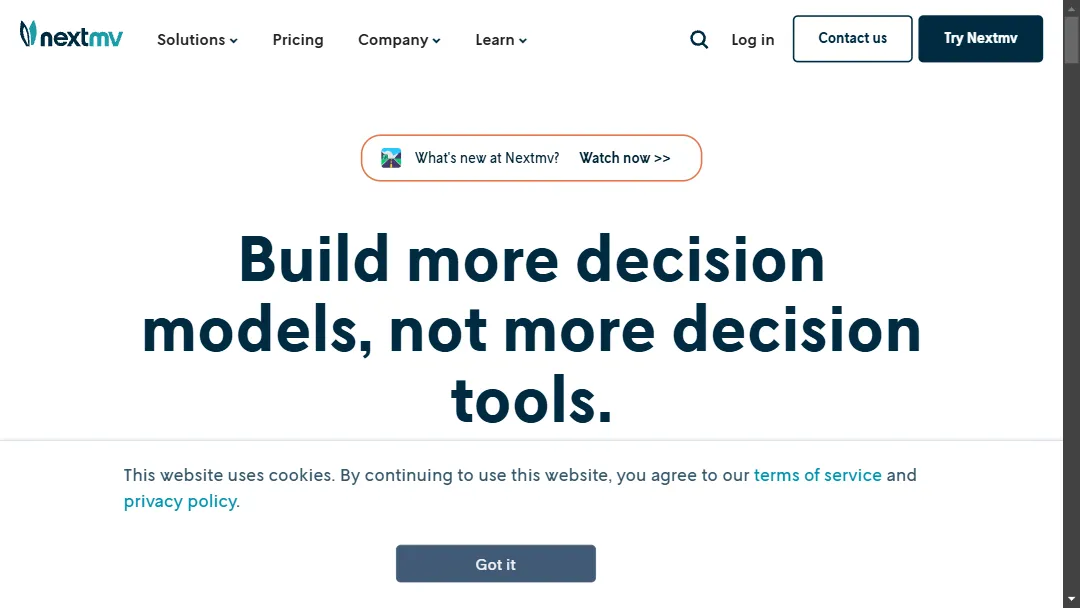 nextmv
Solutions
Pricing
Company
Learn
Log in
Contact us
Try Nextmv
What's new at Nextmv? Watch now >>
Build more decision
models, not more decision
tools.
This website uses cookies. By continuing to use this website, you agree to our terms of service and
privacy policy.
Got it